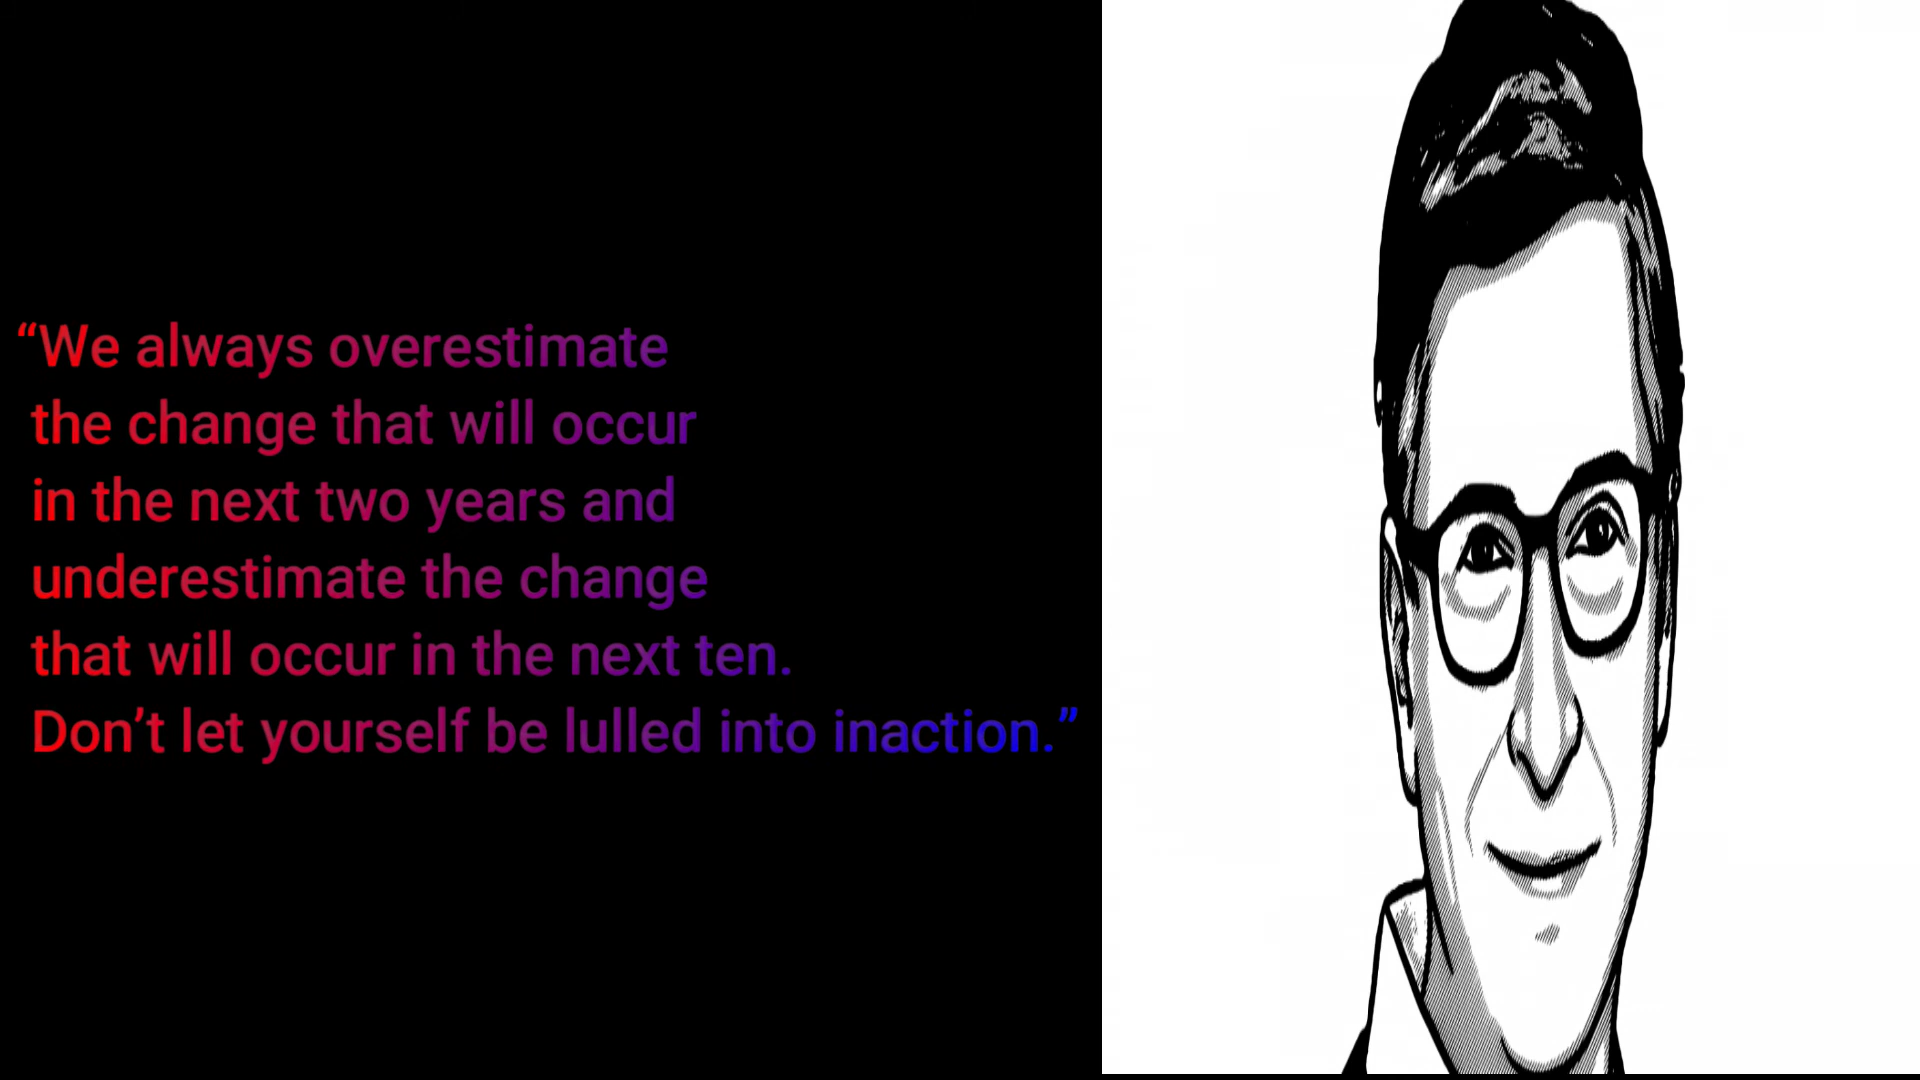 “We always overestimate
the change that will occur
in the next two years and
underestimate the change
that will occur in the next ten.
Don’t let yourself be lulled into inaction.”